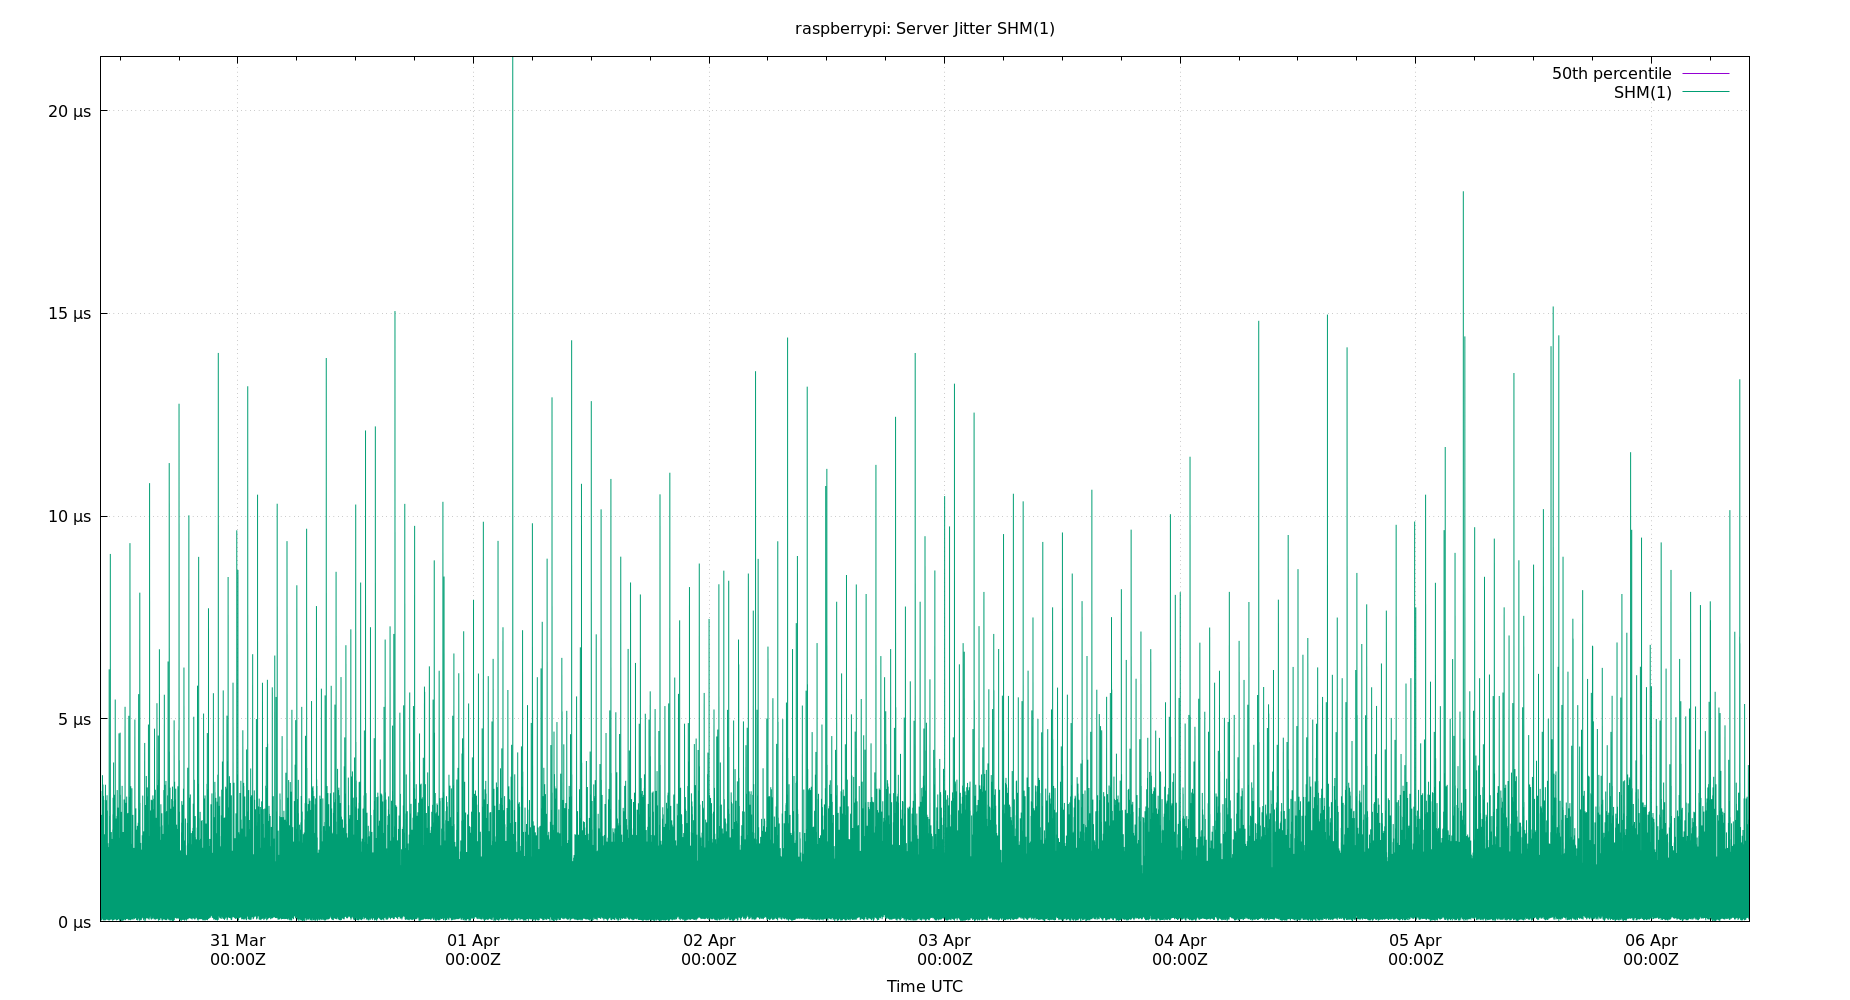 raspberrypi: Server Jitter SHM(1)
50th percentile
SHM(1)
20 µs
15 µs
10 µs
5 µs
0 µs
31 Mar 01 Apr 02 Apr 03 Apr 04 Apr 05 Apr 06 Apr
00:00Z 00:00Z 00:00Z 00:00Z 00:00Z 00:00Z 00:00Z
Time UTC